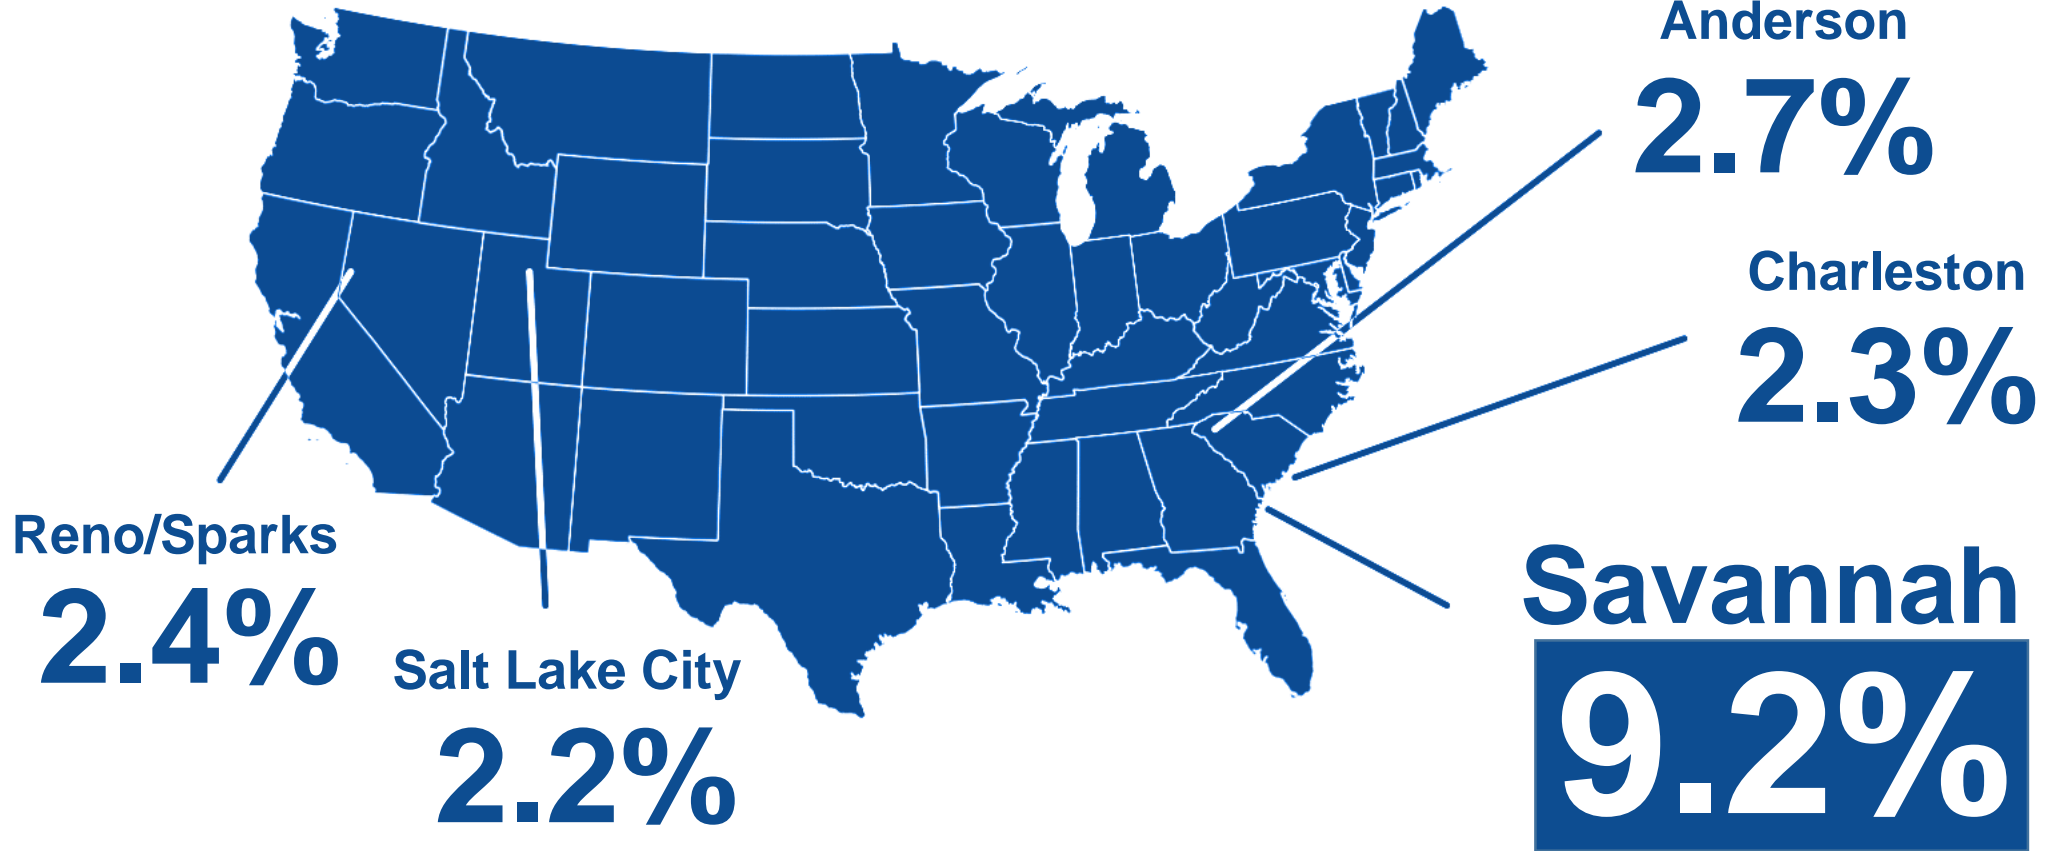 Anderson
2.7%
Charleston
2.3%
Reno/Sparks
2.4%
Salt Lake City
2.2%
Savannah
9.2%